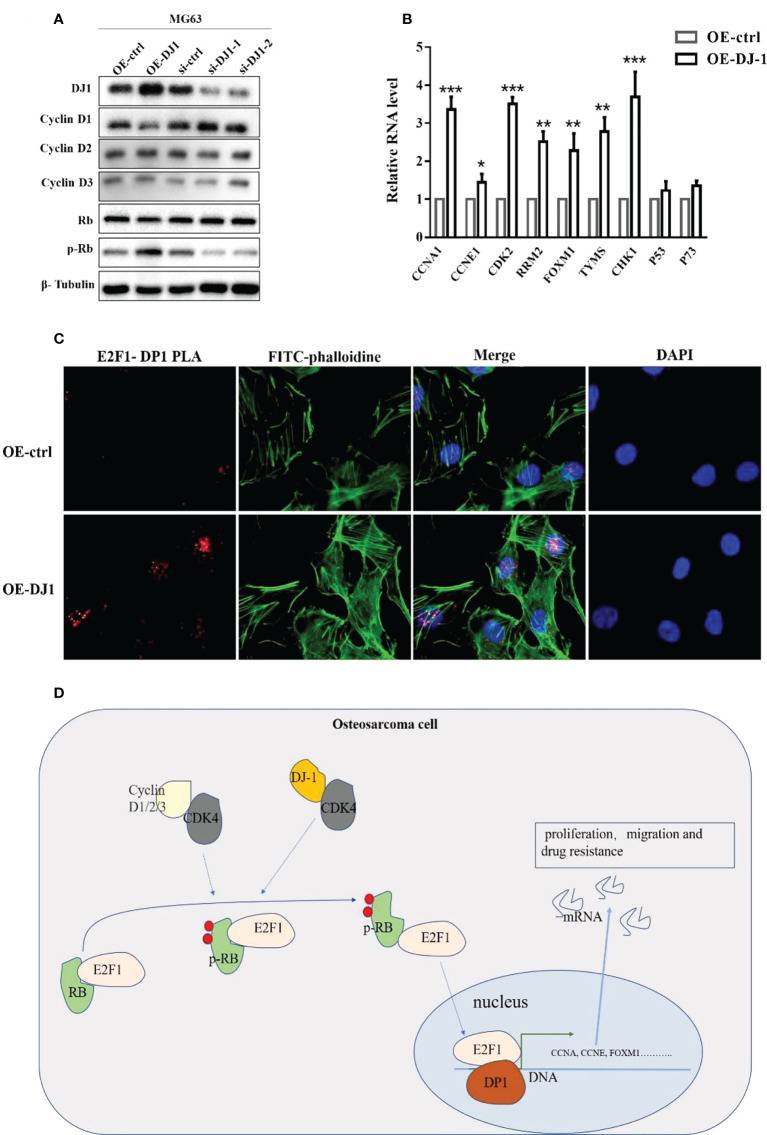 A
MG63
OE-ctrl
OE-DJ1
si-ctrl
si-DJ1-1
si-DJ1-2
DJ1
Cyclin D1
Cyclin D2
Cyclin D3
Rb
p-Rb
β- Tubulin
B
OE-ctrl
OE-DJ-1
Relative RNA level
5
4
3
2
1
0
***
*
***
**
**
**
***
CCNA1
CCNE1
CDK2
RRM2
FOXM1
TYMS
CHK1
P53
P73
C
E2F1- DP1 PLA
FITC-phalloidine
Merge
DAPI
OE-ctrl
OE-DJ1
D
Osteosarcoma cell
Cyclin
D1/2/3
CDK4
DJ-1
CDK4
proliferation, migration and
drug resistance
mRNA
RB
E2F1
p-RB
E2F1
p-RB
E2F1
nucleus
E2F1
DP1
DNA
CCNA, CCNE, FOXM1...........